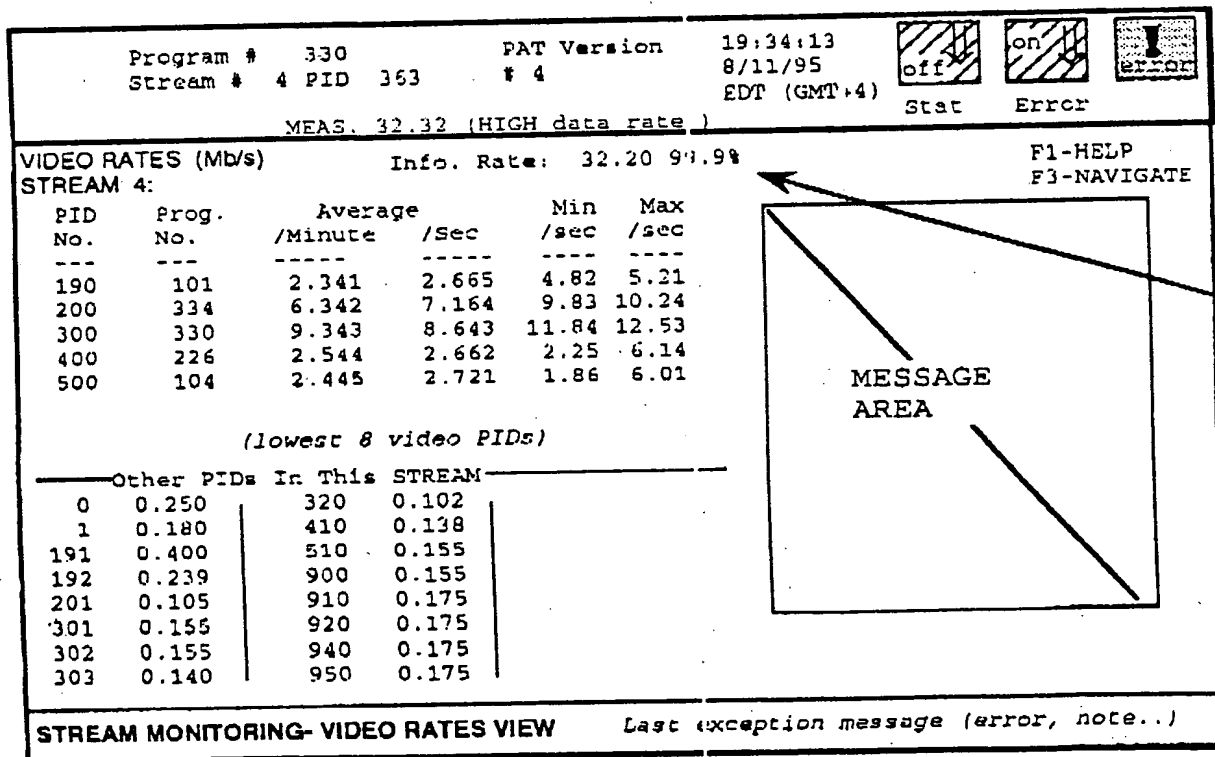 Program # 330 PAT Version 19:34:13
Stream # 4 PID 363 # 4 8/11/95
EDT (GMT+4)
off on error
Stat Error
MEAS. 32.32 (HIGH data rate )
VIDEO RATES (Mb/s) Info. Rate: 32.20 99.9% F1-HELP
STREAM 4: F3-NAVIGATE
PID Prog. Average Min Max
No. No. /Minute /Sec /sec /sec
--- --- ----- ----- ---- ----
190 101 2.341 2.665 4.82 5.21
200 334 6.342 7.164 9.83 10.24
300 330 9.343 8.643 11.84 12.53
400 226 2.544 2.662 2.25 6.14
500 104 2.445 2.721 1.86 6.01
MESSAGE
AREA
(lowest 8 video PIDs)
Other PIDs In This STREAM
0 0.250 320 0.102
1 0.180 410 0.138
191 0.400 510 0.155
192 0.239 900 0.155
201 0.105 910 0.175
301 0.155 920 0.175
302 0.155 940 0.175
303 0.140 950 0.175
STREAM MONITORING- VIDEO RATES VIEW Last exception message (error, note..)